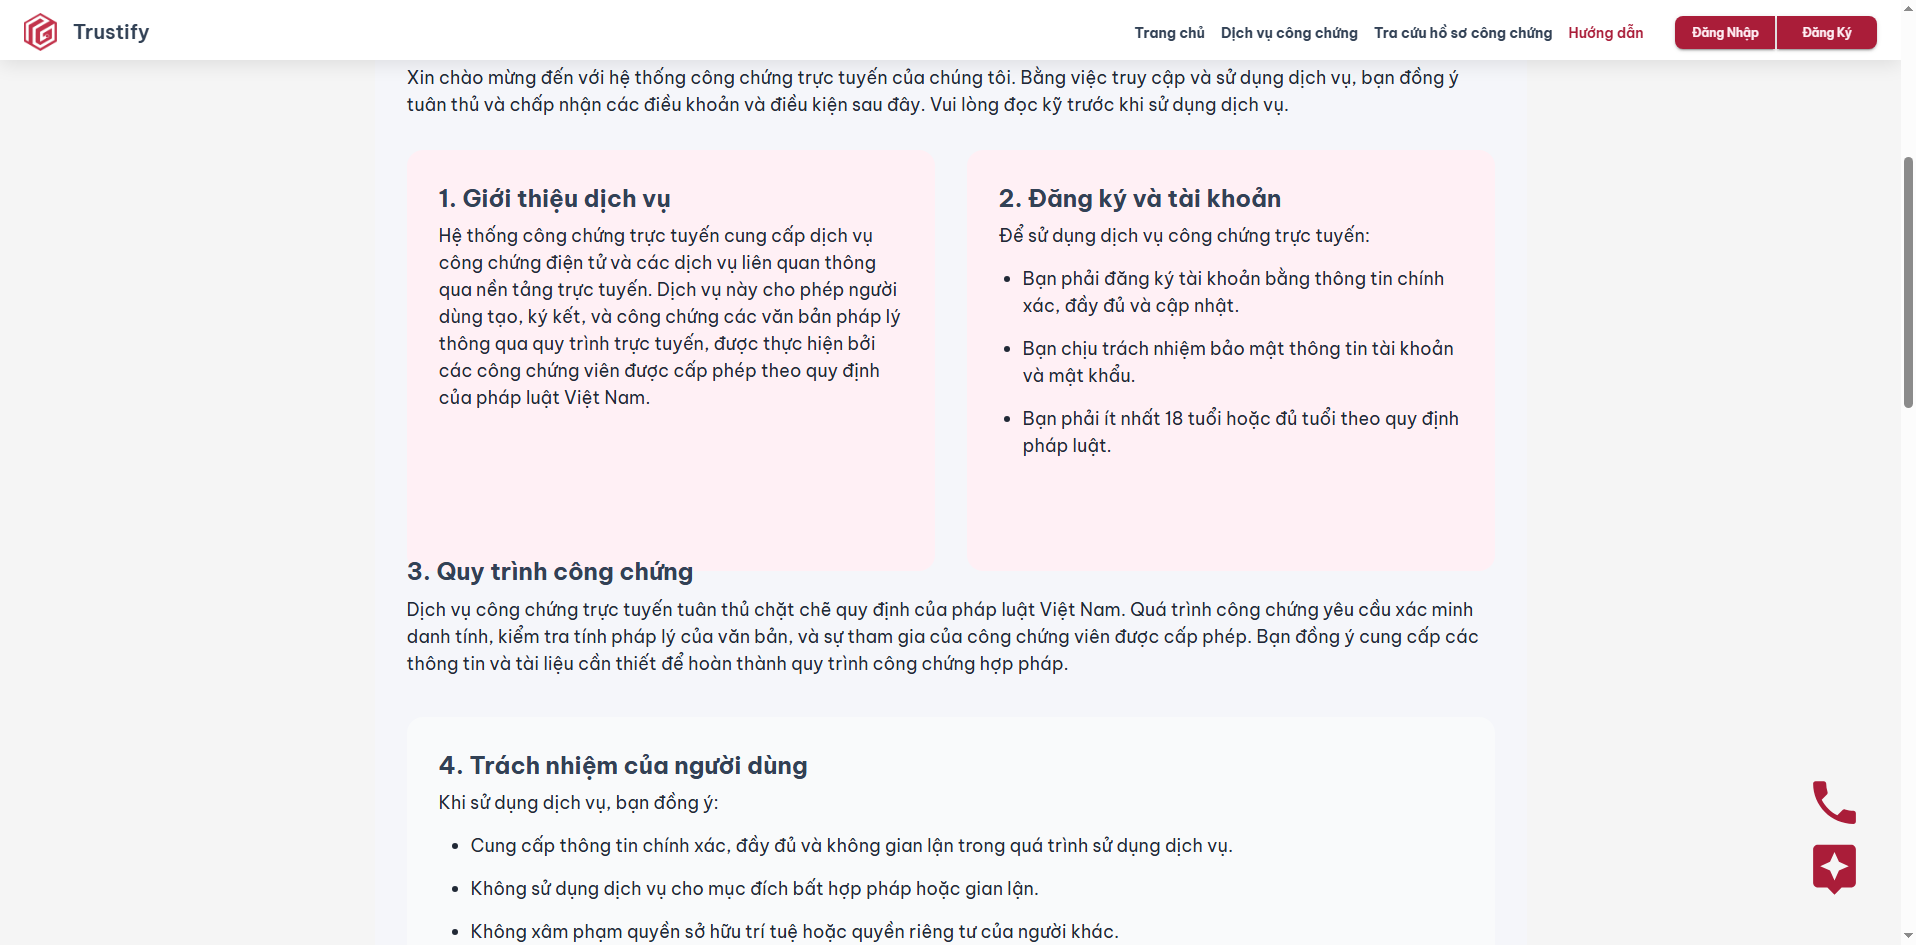 Trustify
Trang chủ
Dịch vụ công chứng
Tra cứu hồ sơ công chứng
Hướng dẫn
Đăng Nhập
Đăng Ký
Xin chào mừng đến với hệ thống công chứng trực tuyến của chúng tôi. Bằng việc truy cập và sử dụng dịch vụ, bạn đồng ý
tuân thủ và chấp nhận các điều khoản và điều kiện sau đây. Vui lòng đọc kỹ trước khi sử dụng dịch vụ.
1. Giới thiệu dịch vụ
Hệ thống công chứng trực tuyến cung cấp dịch vụ
công chứng điện tử và các dịch vụ liên quan thông
qua nền tảng trực tuyến. Dịch vụ này cho phép người
dùng tạo, ký kết, và công chứng các văn bản pháp lý
thông qua quy trình trực tuyến, được thực hiện bởi
các công chứng viên được cấp phép theo quy định
của pháp luật Việt Nam.
2. Đăng ký và tài khoản
Để sử dụng dịch vụ công chứng trực tuyến:
• Bạn phải đăng ký tài khoản bằng thông tin chính
xác, đầy đủ và cập nhật.
• Bạn chịu trách nhiệm bảo mật thông tin tài khoản
và mật khẩu.
• Bạn phải ít nhất 18 tuổi hoặc đủ tuổi theo quy định
pháp luật.
3. Quy trình công chứng
Dịch vụ công chứng trực tuyến tuân thủ chặt chẽ quy định của pháp luật Việt Nam. Quá trình công chứng yêu cầu xác minh
danh tính, kiểm tra tính pháp lý của văn bản, và sự tham gia của công chứng viên được cấp phép. Bạn đồng ý cung cấp các
thông tin và tài liệu cần thiết để hoàn thành quy trình công chứng hợp pháp.
4. Trách nhiệm của người dùng
Khi sử dụng dịch vụ, bạn đồng ý:
• Cung cấp thông tin chính xác, đầy đủ và không gian lận trong quá trình sử dụng dịch vụ.
• Không sử dụng dịch vụ cho mục đích bất hợp pháp hoặc gian lận.
• Không xâm phạm quyền sở hữu trí tuệ hoặc quyền riêng tư của người khác.